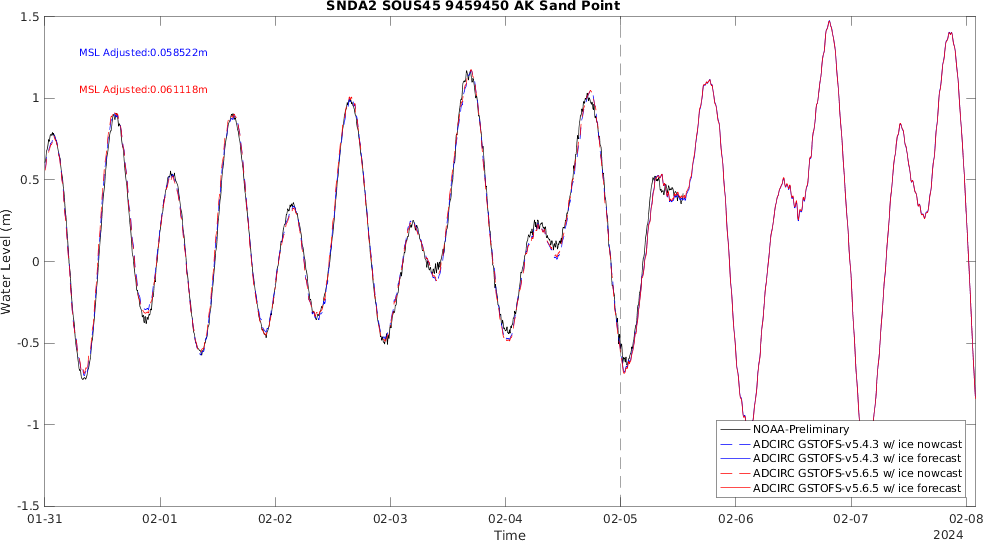 SNDA2 SOUS45 9459450 AK Sand Point
MSL Adjusted:0.058522m
MSL Adjusted:0.061118m
Water Level (m)
1.5
1
0.5
0
-0.5
-1
-1.5
01-31 02-01 02-02 02-03 02-04 02-05 02-06 02-07 02-08
Time
2024
NOAA-Preliminary
ADCIRC GSTOFS-v5.4.3 w/ ice nowcast
ADCIRC GSTOFS-v5.4.3 w/ ice forecast
ADCIRC GSTOFS-v5.6.5 w/ ice nowcast
ADCIRC GSTOFS-v5.6.5 w/ ice forecast